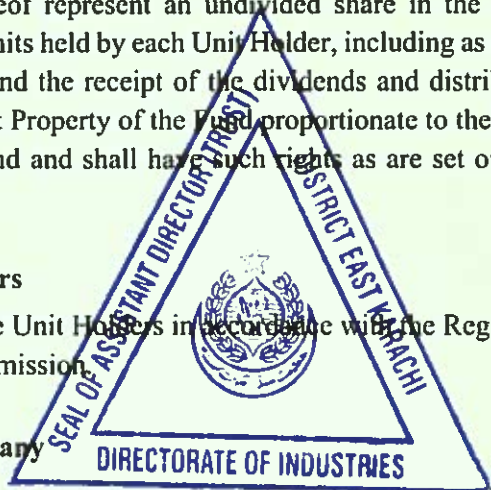 eof represent an undivided share in the
nits held by each Unit Holder, including as
nd the receipt of the dividends and distri
t Property of the Fund proportionate to the
nd and shall have such rights as are set o
rs
e Unit Holders in accordance with the Reg
mission.
any
SEAL OF ASSISTANT DIRECTOR (TRUST)
DISTRICT EAST KARACHI
DIRECTORATE OF INDUSTRIES